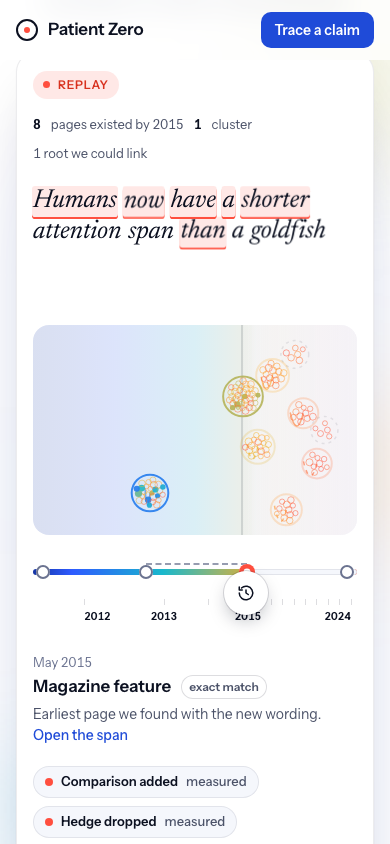 Patient Zero
Trace a claim
REPLAY
8 pages existed by 2015 1 cluster
1 root we could link
Humans now have a shorter
attention span than a goldfish
2012 2013 2015 2024
May 2015
Magazine feature exact match
Earliest page we found with the new wording.
Open the span
Comparison added measured
Hedge dropped measured